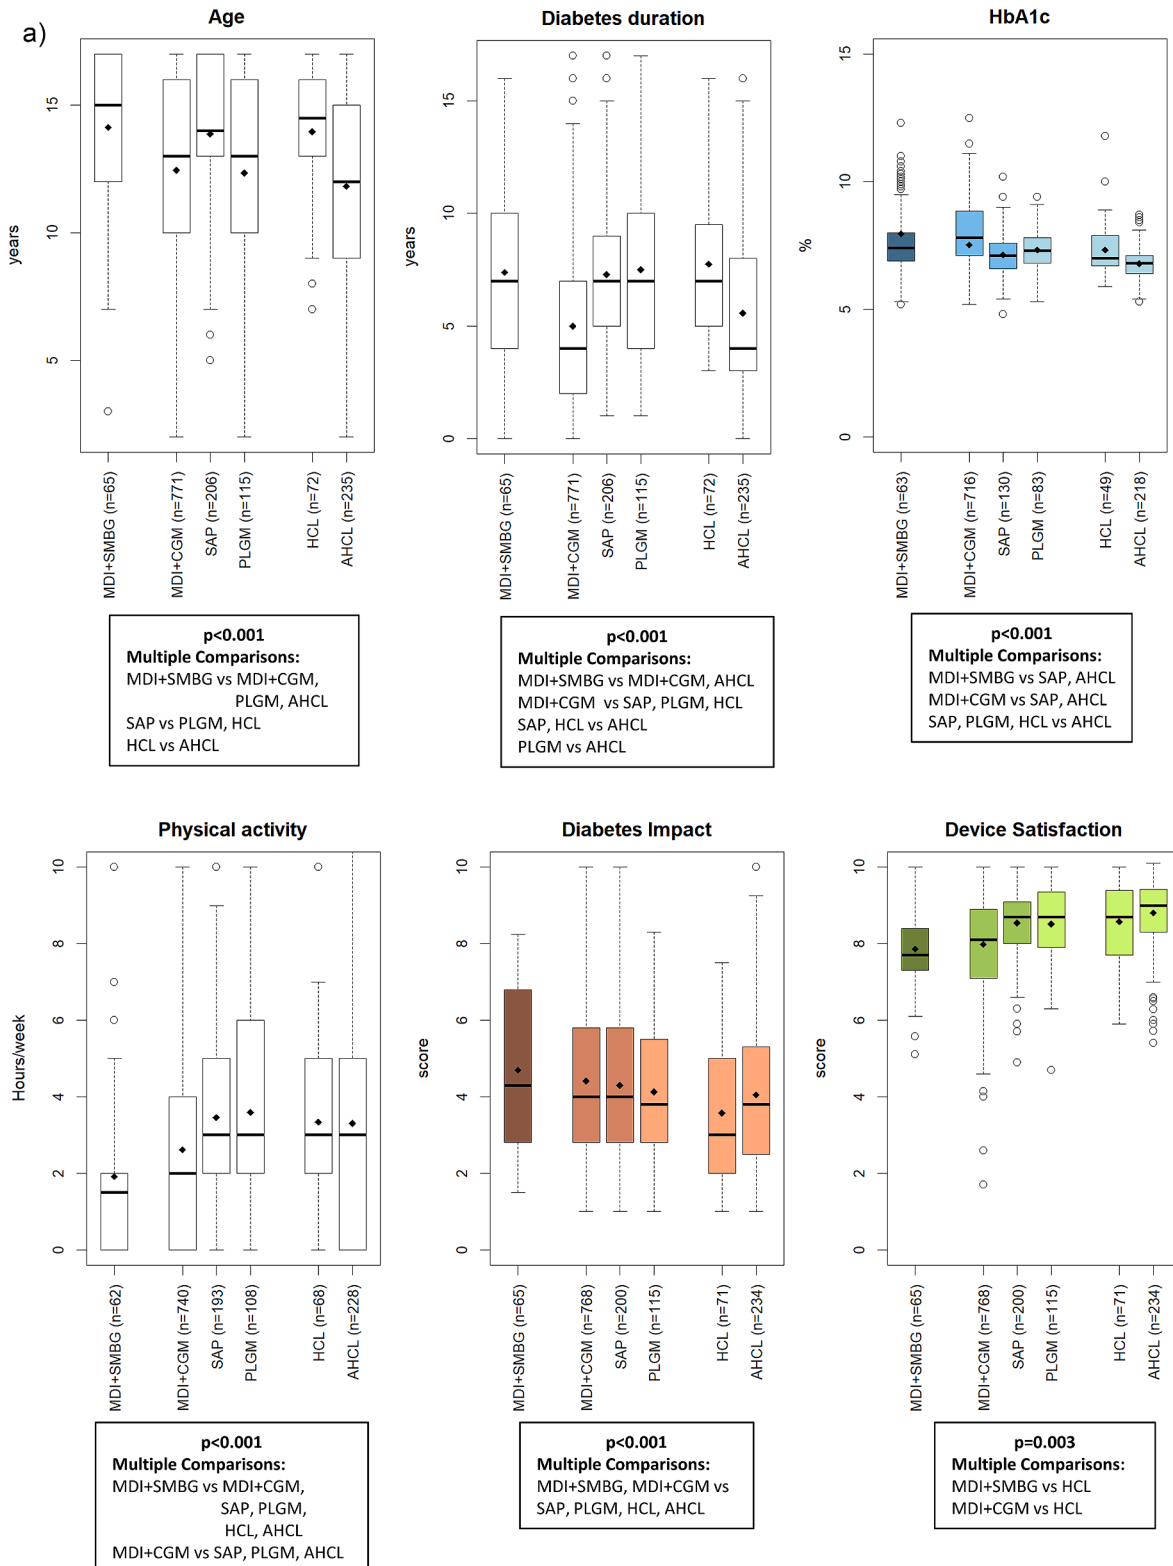 a)
Age
years
5
10
15
MDI+SMBG (n=65)
MDI+CGM (n=771)
SAP (n=206)
PLGM (n=115)
HCL (n=72)
AHCL (n=235)
p<0.001
Multiple Comparisons:
MDI+SMBG vs MDI+CGM,
PLGM, AHCL
SAP vs PLGM, HCL
HCL vs AHCL
Diabetes duration
years
0
5
10
15
MDI+SMBG (n=65)
MDI+CGM (n=771)
SAP (n=206)
PLGM (n=115)
HCL (n=72)
AHCL (n=235)
p<0.001
Multiple Comparisons:
MDI+SMBG vs MDI+CGM, AHCL
MDI+CGM vs SAP, PLGM, HCL
SAP, HCL vs AHCL
PLGM vs AHCL
HbA1c
%
0
5
10
15
MDI+SMBG (n=63)
MDI+CGM (n=716)
SAP (n=130)
PLGM (n=83)
HCL (n=49)
AHCL (n=218)
p<0.001
Multiple Comparisons:
MDI+SMBG vs SAP, AHCL
MDI+CGM vs SAP, AHCL
SAP, PLGM, HCL vs AHCL
Physical activity
Hours/week
0
2
4
6
8
10
MDI+SMBG (n=62)
MDI+CGM (n=740)
SAP (n=193)
PLGM (n=108)
HCL (n=68)
AHCL (n=228)
p<0.001
Multiple Comparisons:
MDI+SMBG vs MDI+CGM,
SAP, PLGM,
HCL, AHCL
MDI+CGM vs SAP, PLGM, AHCL
Diabetes Impact
score
0
2
4
6
8
10
MDI+SMBG (n=65)
MDI+CGM (n=768)
SAP (n=200)
PLGM (n=115)
HCL (n=71)
AHCL (n=234)
p<0.001
Multiple Comparisons:
MDI+SMBG, MDI+CGM vs
SAP, PLGM, HCL, AHCL
Device Satisfaction
score
0
2
4
6
8
10
MDI+SMBG (n=65)
MDI+CGM (n=768)
SAP (n=200)
PLGM (n=115)
HCL (n=71)
AHCL (n=234)
p=0.003
Multiple Comparisons:
MDI+SMBG vs HCL
MDI+CGM vs HCL